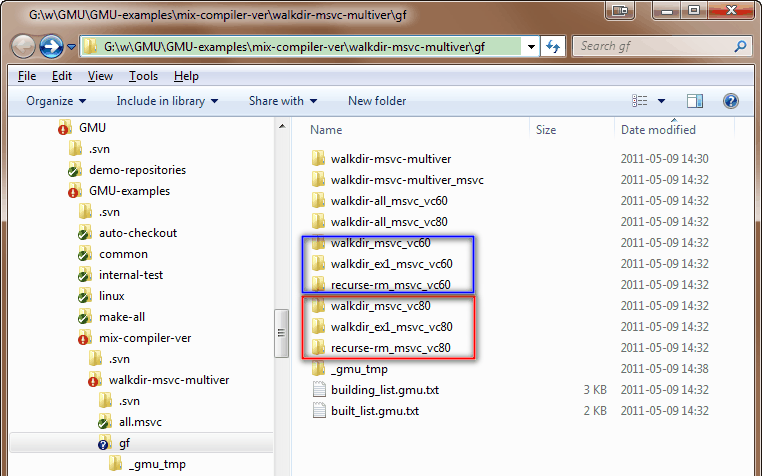 G:\w\GMU\GMU-examples\mix-compiler-ver\walkdir-msvc-multiver\gf
G:\w\GMU\GMU-examples\mix-compiler-ver\walkdir-msvc-multiver\gf
Search gf
File Edit View Tools Help
Organize Include in library Share with New folder
GMU
.svn
demo-repositories
GMU-examples
.svn
auto-checkout
common
internal-test
linux
make-all
mix-compiler-ver
.svn
walkdir-msvc-multiver
.svn
all.msvc
gf
_gmu_tmp
Name Size Date modified
walkdir-msvc-multiver 2011-05-09 14:30
walkdir-msvc-multiver_msvc 2011-05-09 14:32
walkdir-all_msvc_vc60 2011-05-09 14:32
walkdir-all_msvc_vc80 2011-05-09 14:32
walkdir_msvc_vc60 2011-05-09 14:32
walkdir_ex1_msvc_vc60 2011-05-09 14:32
recurse-rm_msvc_vc60 2011-05-09 14:32
walkdir_msvc_vc80 2011-05-09 14:32
walkdir_ex1_msvc_vc80 2011-05-09 14:32
recurse-rm_msvc_vc80 2011-05-09 14:32
_gmu_tmp 2011-05-09 14:38
building_list.gmu.txt 3 KB 2011-05-09 14:32
built_list.gmu.txt 2 KB 2011-05-09 14:32